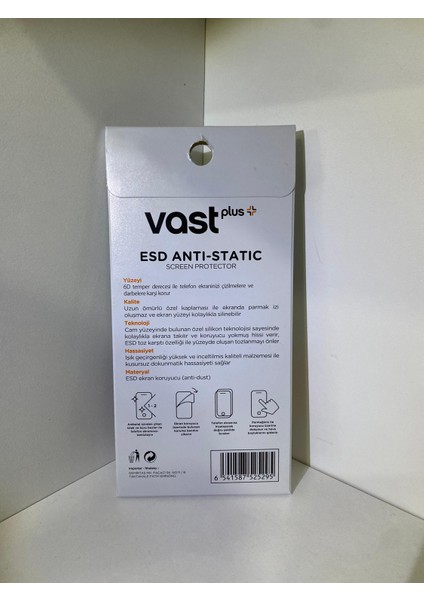 vast plus
ESD ANTI-STATIC
SCREEN PROTECTOR
Yüzeyi
6D temper derecesi ile telefon ekranınızı çizilmelere ve
darbelere karşı korur
Kalite
Uzun ömürlü özel kaplaması ile ekranda parmak izi
oluşmaz ve ekran yüzeyi kolaylıkla silinebilir
Teknoloji
Cam yüzeyinde bulunan özel silikon teknolojisi sayesinde
kolaylıkla ekrana takılır ve koruyucu yokmuş hissi verir,
ESD toz karşıtı özelliği ile yüzeyde oluşan tozlanmayı önler
Hassasiyet
Işık geçirgenliği yüksek ve inceltilmiş kaliteli malzemesi ile
kusursuz dokunmatik hassasiyeti sağlar
Materyal
ESD ekran koruyucu (anti-dust)
1 - 2
6 541587 525295